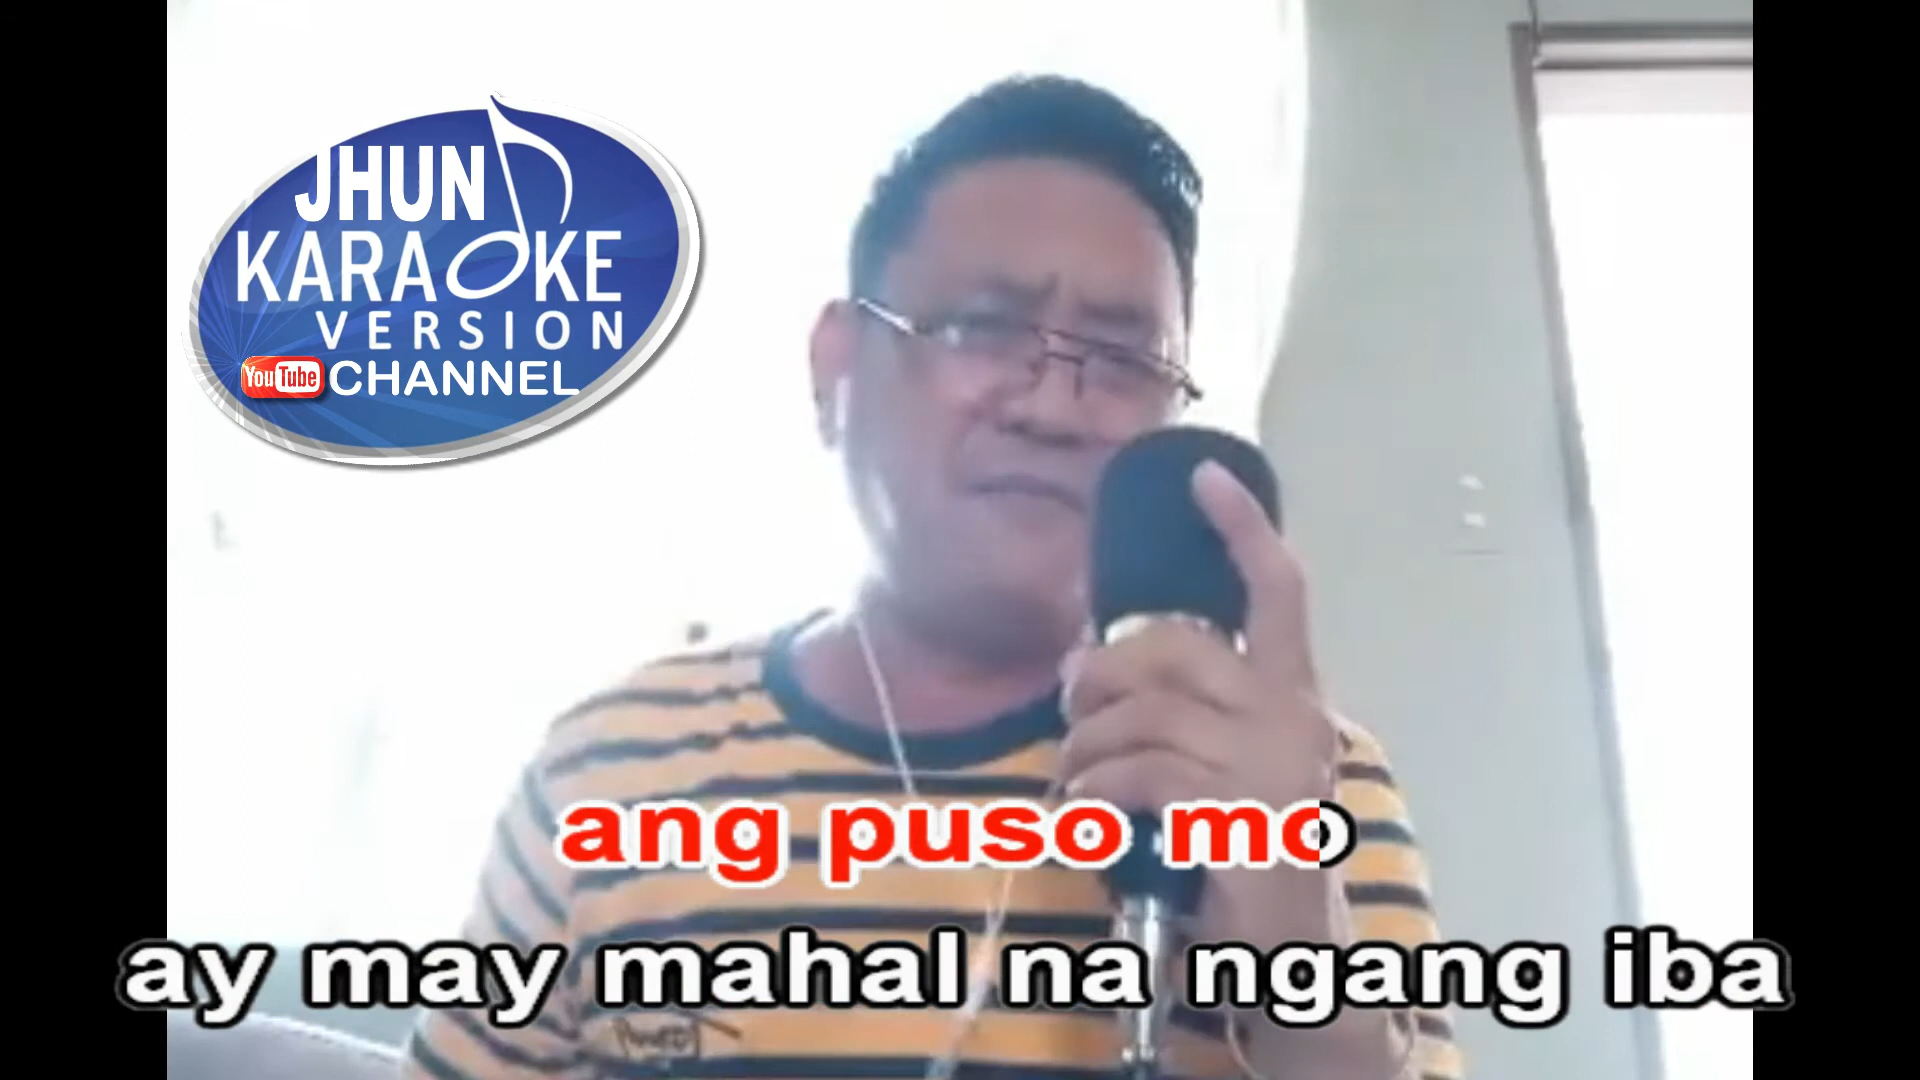 JHUN
KARAOKE
VERSION
YouTube CHANNEL
ang puso mo
ay may mahal na ngang iba